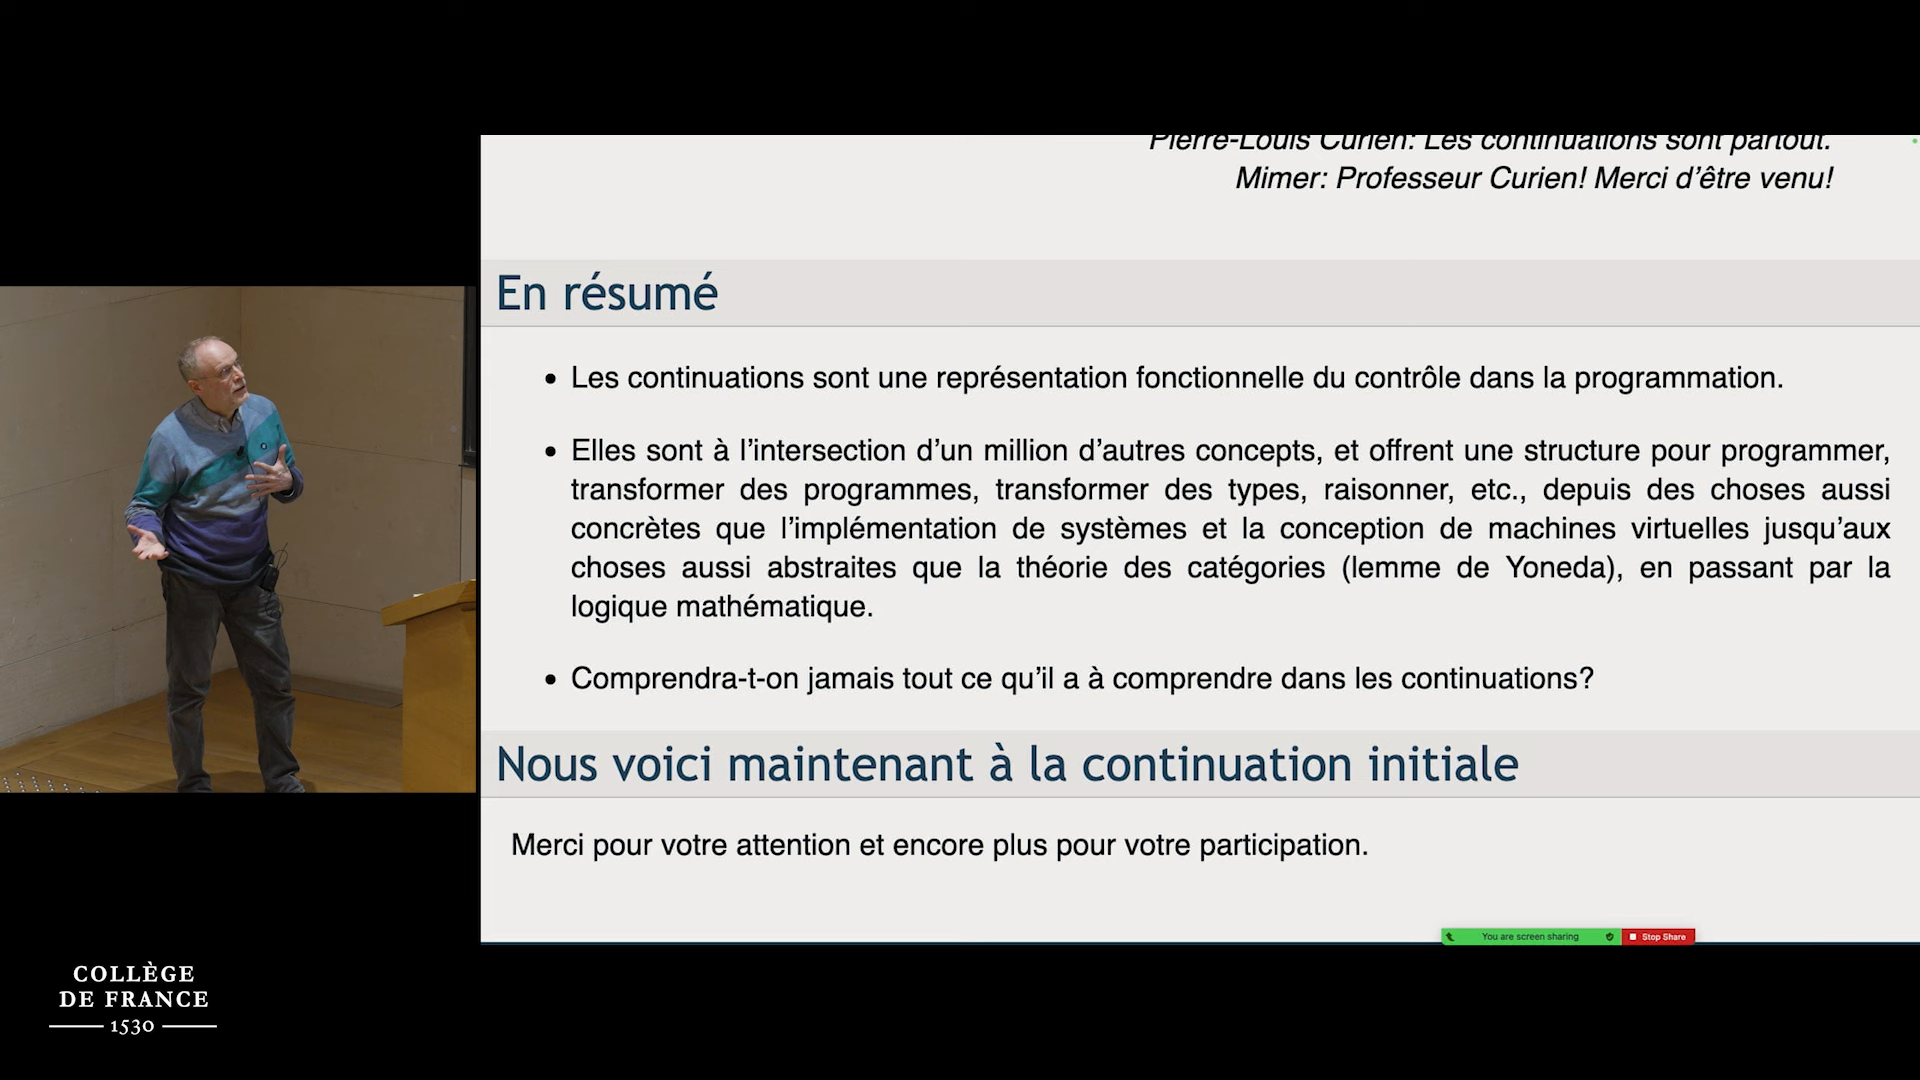 Pierre-Louis Curien: Les continuations sont partout.
Mimer: Professeur Curien! Merci d'être venu!
En résumé
• Les continuations sont une représentation fonctionnelle du contrôle dans la programmation.
• Elles sont à l'intersection d'un million d'autres concepts, et offrent une structure pour programmer,
transformer des programmes, transformer des types, raisonner, etc., depuis des choses aussi
concrètes que l'implémentation de systèmes et la conception de machines virtuelles jusqu'aux
choses aussi abstraites que la théorie des catégories (lemme de Yoneda), en passant par la
logique mathématique.
• Comprendra-t-on jamais tout ce qu'il a à comprendre dans les continuations?
Nous voici maintenant à la continuation initiale
Merci pour votre attention et encore plus pour votre participation.
You are screen sharing
Stop Share
COLLÈGE
DE FRANCE
1530